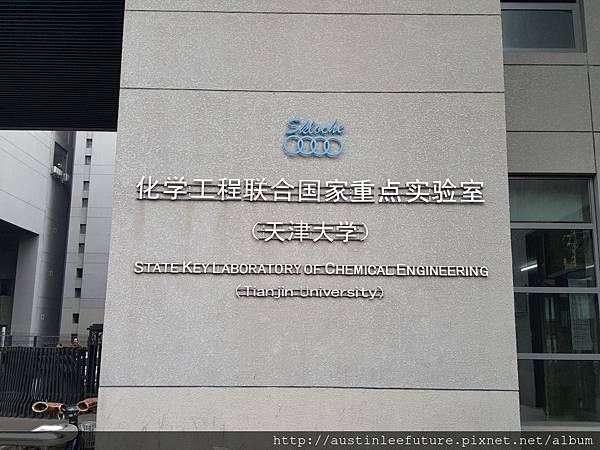 Skloche
化学工程联合国家重点实验室
(天津大学)
STATE KEY LABORATORY OF CHEMICAL ENGINEERING
(Tianjin University)
http://austinleefuture.pixnet.net/album